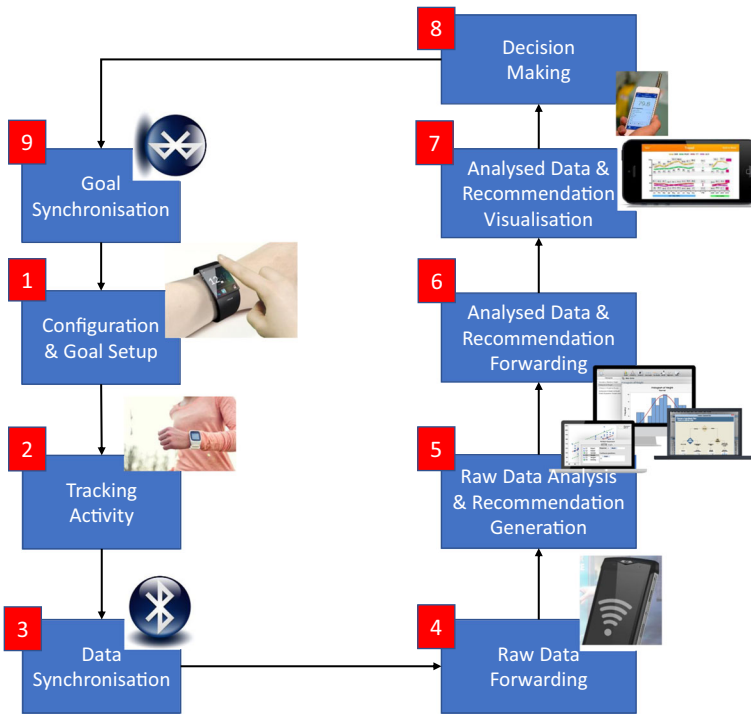 8
Decision
Making
9
Goal
Synchronisation
7
Analysed Data &
Recommendation
Visualisation
1
Configuration
& Goal Setup
6
Analysed Data &
Recommendation
Forwarding
2
Tracking
Activity
5
Raw Data Analysis
& Recommendation
Generation
3
Data
Synchronisation
4
Raw Data
Forwarding